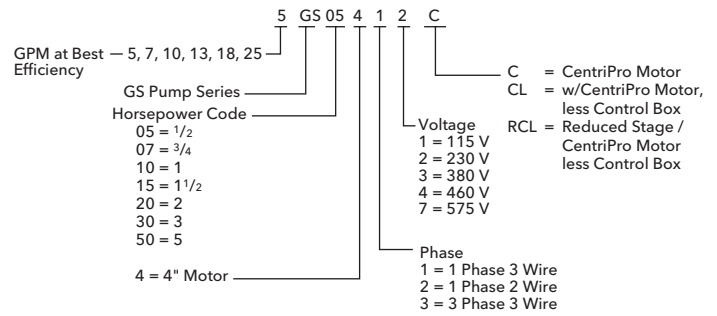 5 GS 05 4 1 2 C
GPM at Best — 5, 7, 10, 13, 18, 25
Efficiency
GS Pump Series
Horsepower Code
05 = 1/2
07 = 3/4
10 = 1
15 = 11/2
20 = 2
30 = 3
50 = 5
4 = 4" Motor
C = CentriPro Motor
CL = w/CentriPro Motor,
less Control Box
RCL = Reduced Stage /
CentriPro Motor
less Control Box
Voltage
1 = 115 V
2 = 230 V
3 = 380 V
4 = 460 V
7 = 575 V
Phase
1 = 1 Phase 3 Wire
2 = 1 Phase 2 Wire
3 = 3 Phase 3 Wire